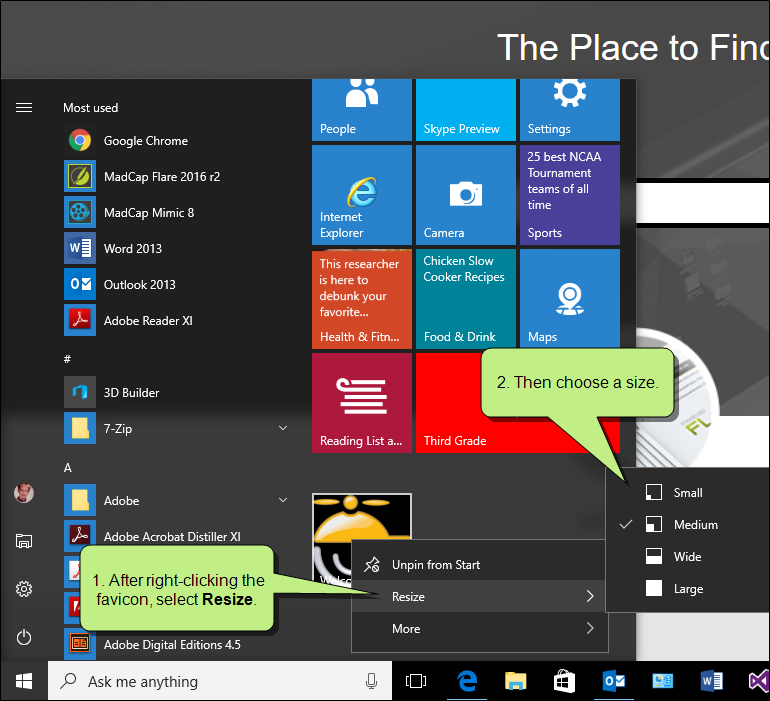 The Place to Find
Most used
Google Chrome
MadCap Flare 2016 r2
MadCap Mimic 8
Word 2013
Outlook 2013
Adobe Reader XI
#
3D Builder
7-Zip
A
Adobe
Adobe Acrobat Distiller XI
Adobe Digital Editions 4.5
People
Skype Preview
Settings
Internet
Explorer
Camera
25 best NCAA
Tournament
teams of all
time
Sports
This researcher
is here to
debunk your
favorite...
Health & Fitn...
Chicken Slow
Cooker Recipes
Food & Drink
Maps
Reading List a...
Third Grade
2. Then choose a size.
FL
Small
Medium
Wide
Large
1. After right-clicking the
favicon, select Resize.
Unpin from Start
Resize
More
Ask me anything